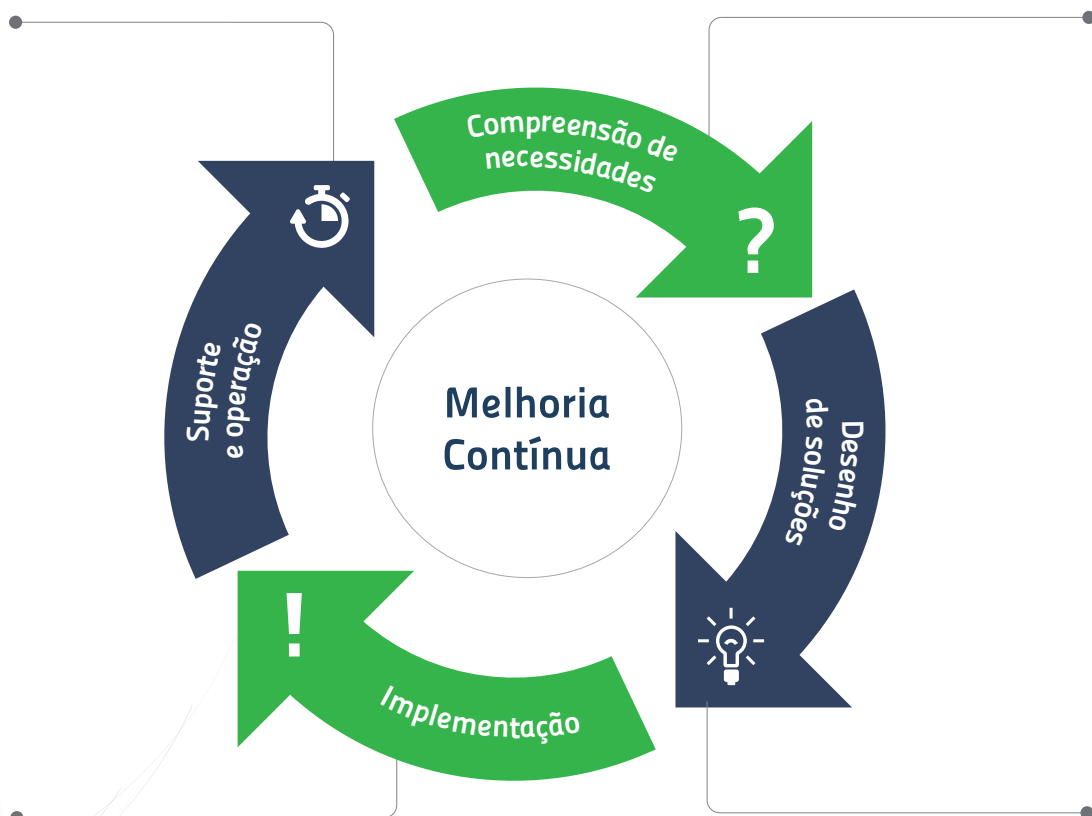 Compreensão de
necessidades
?
Desenho
de soluções
Melhoria
Contínua
Suporte
e operação
!
Implementação